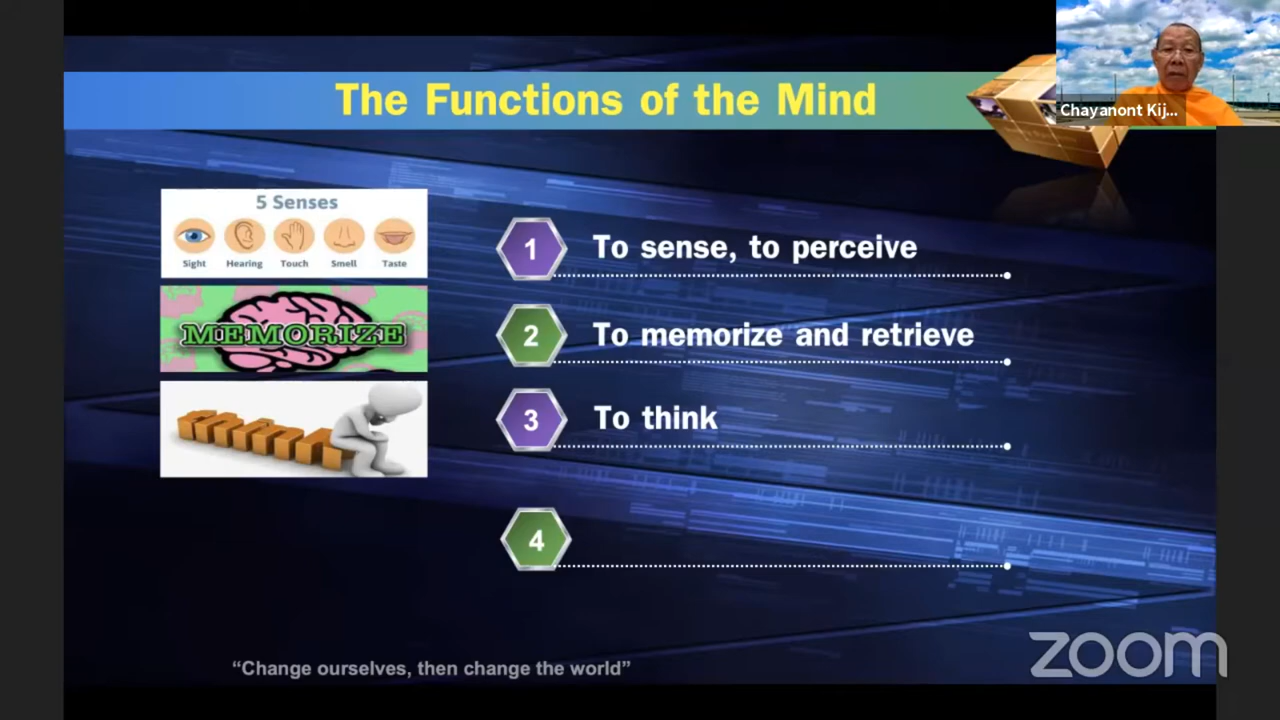 The Functions of the Mind
Chayanont Kij...
5 Senses
Sight Hearing Touch Smell Taste
1 To sense, to perceive
MEMORIZE
2 To memorize and retrieve
think
3 To think
4
“Change ourselves, then change the world”
zoom